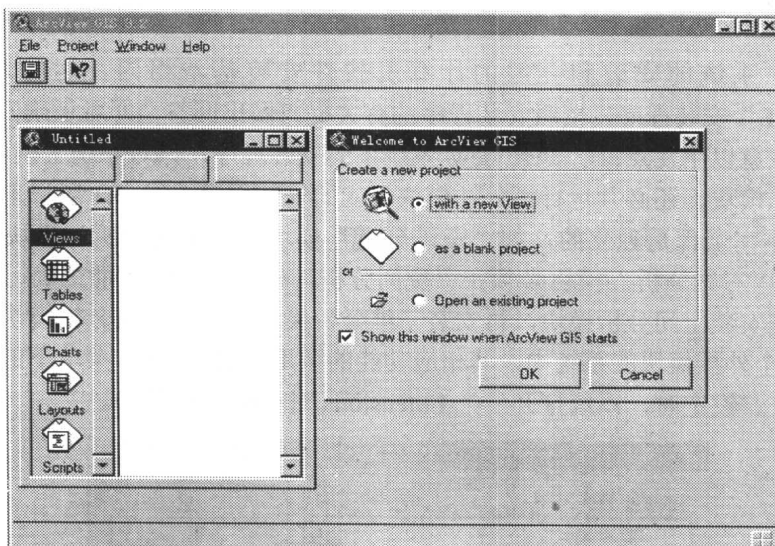 ArcView GIS 3.2
File Project Window Help
Untitled
Views
Tables
Charts
Layouts
Scripts
Welcome to ArcView GIS
Create a new project
with a new View
as a blank project
or
Open an existing project
Show this window when ArcView GIS starts
OK Cancel